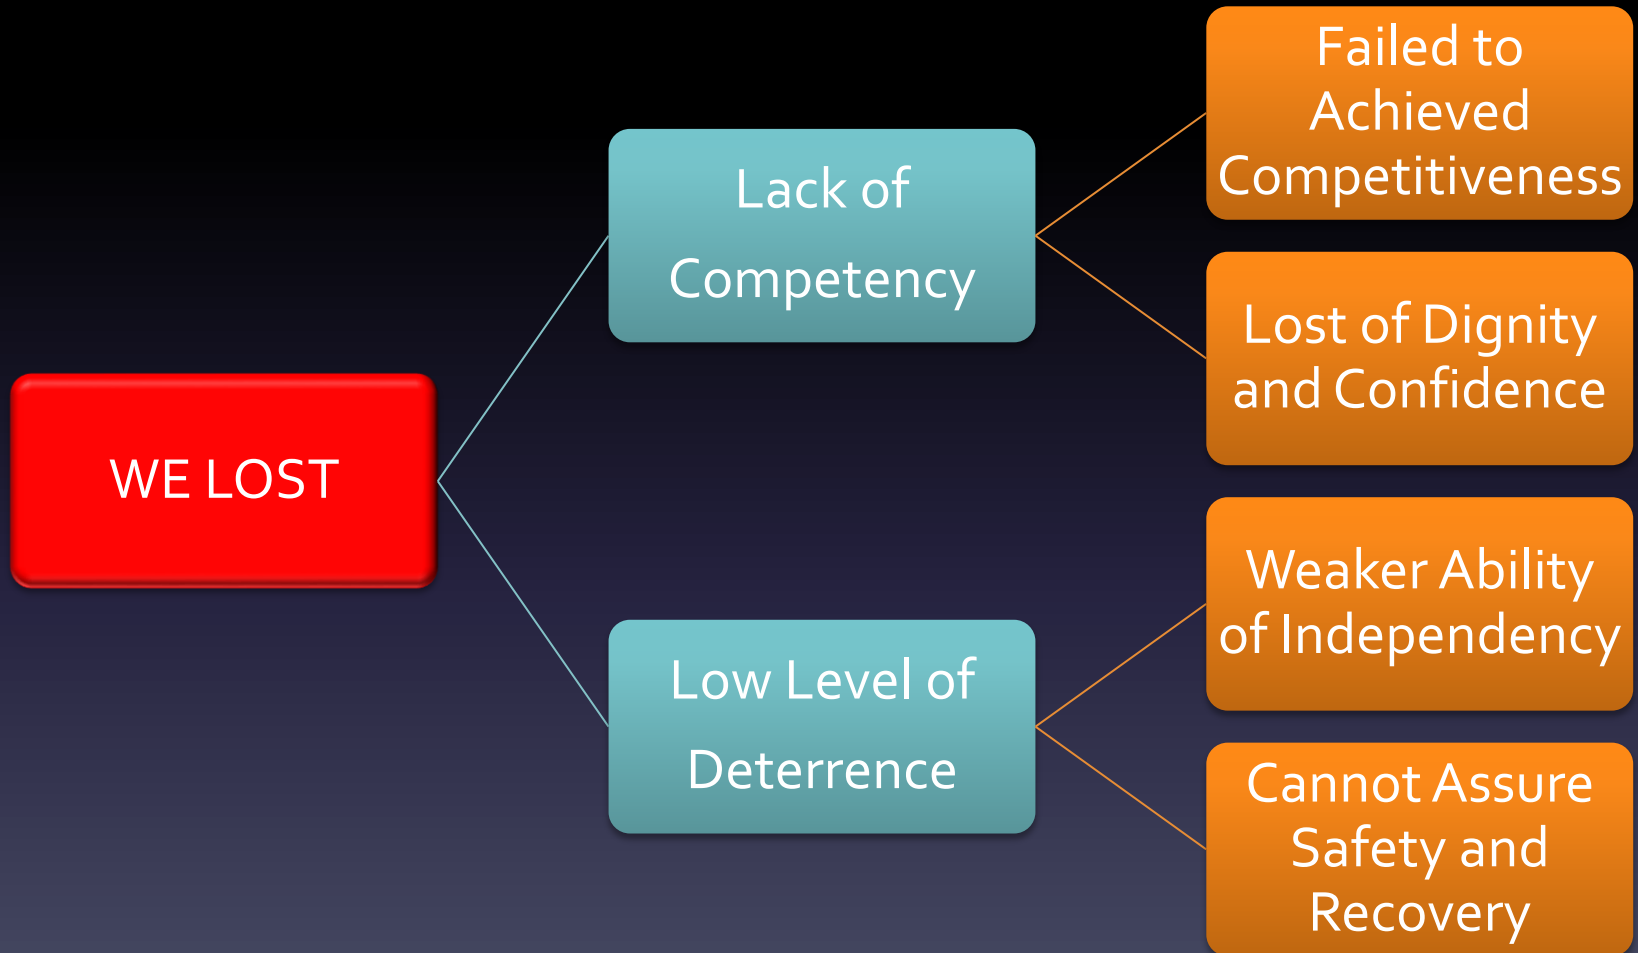 WE LOST
Lack of
Competency
Low Level of
Deterrence
Failed to
Achieved
Competitiveness
Lost of Dignity
and Confidence
Weaker Ability
of Independency
Cannot Assure
Safety and
Recovery